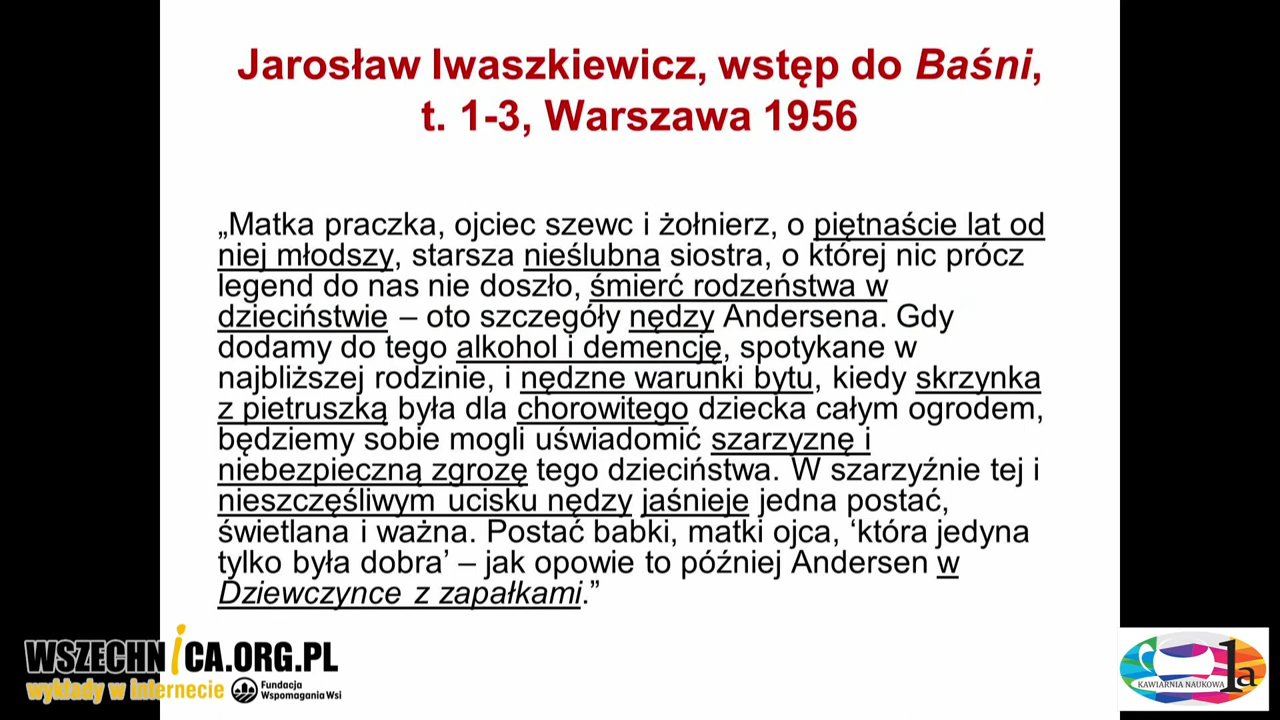 Jarosław Iwaszkiewicz, wstęp do Baśni,
t. 1-3, Warszawa 1956
„Matka praczka, ojciec szewc i żołnierz, o piętnaście lat od
niej młodszy, starsza nieślubna siostra, o której nic prócz
legend do nas nie doszło, śmierć rodzeństwa w
dzieciństwie – oto szczegóły nędzy Andersena. Gdy
dodamy do tego alkohol i demencję, spotykane w
najbliższej rodzinie, i nędzne warunki bytu, kiedy skrzynka
z pietruszką była dla chorowitego dziecka całym ogrodem,
będziemy sobie mogli uświadomić szarzyznę i
niebezpieczną zgrozę tego dzieciństwa. W szarzyźnie tej i
nieszczęśliwym ucisku nędzy jaśnieje jedna postać,
świetlana i ważna. Postać babki, matki ojca, ‘która jedyna
tylko była dobra’ – jak opowie to później Andersen w
Dziewczynce z zapałkami.”
WSZECHNiCA.ORG.PL
wykłady w internecie
Fundacja
Wspomagania Wsi
KAWIARNIA NAUKOWA 1a